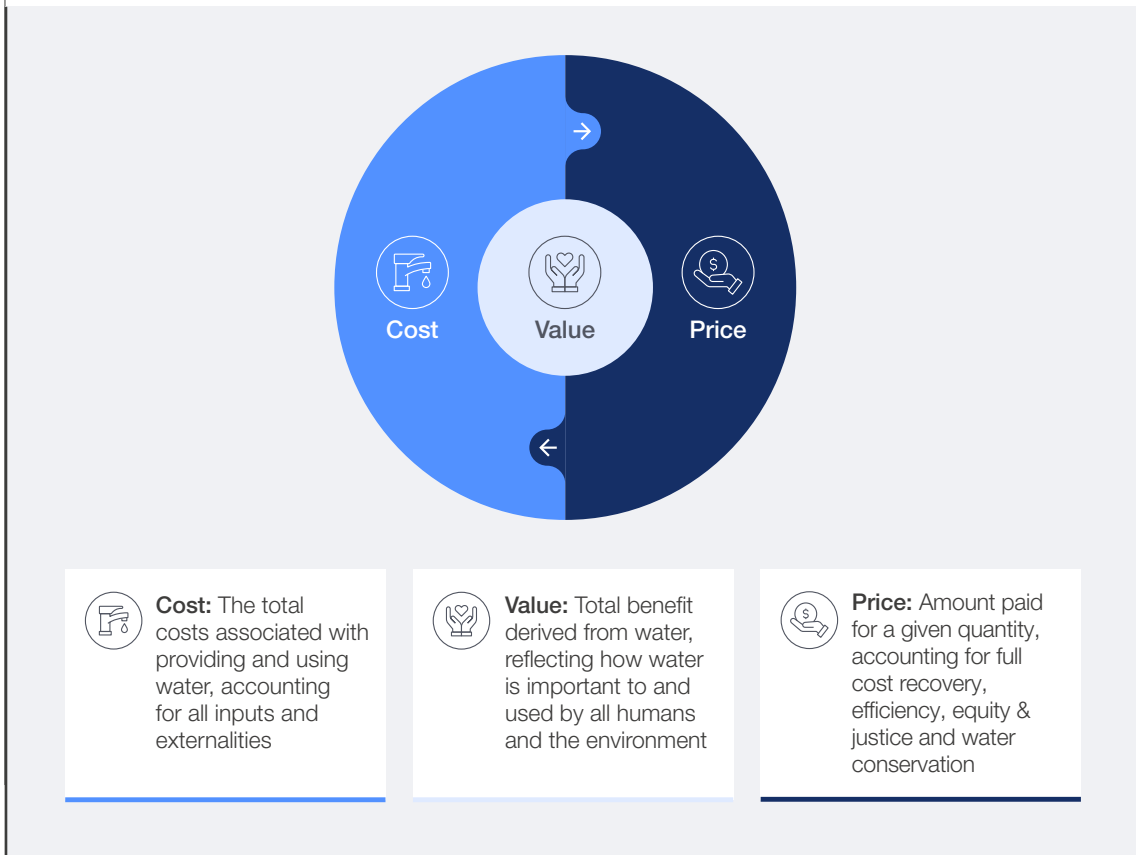 Cost
Value
Price
$
Cost: The total
costs associated with
providing and using
water, accounting
for all inputs and
externalities
Value: Total benefit
derived from water,
reflecting how water
is important to and
used by all humans
and the environment
$
Price: Amount paid
for a given quantity,
accounting for full
cost recovery,
efficiency, equity &
justice and water
conservation